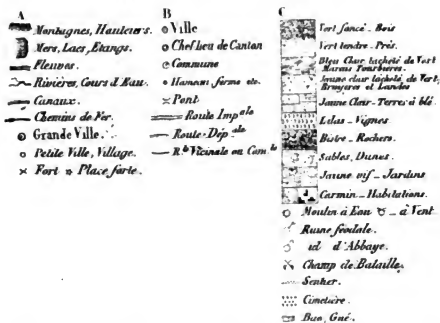 A
Montagnes, Hauteurs.
Mers, Lacs, Etangs.
Fleuves.
Rivières, Cours d'Eau.
Canaux.
Chemins de Fer.
Grande Ville.
Petite Ville, Village.
Fort Place forte.
B
Ville
Chef lieu de Canton
Commune
Hameau, ferme etc.
Pont
Route Impale
Route Dépale
Rte Vicinale ou Comle
C
Vert foncé - Bois
Vert tendre. Prés.
Bleu Clair tacheté de Vert
Marais Tourbières
Jaune clair tacheté de Vert,
Bruyères et Landes
Jaune Clair - Terres à blé
Lilas - Vignes
Bistre - Rochers.
Sables, Dunes.
Jaune vif - Jardins
Carmin - Habitations.
Moulin à Eau - à Vent
Ruine féodale.
id d'Abbaye.
Champ de Bataille.
Sentier.
Cimetière.
Bac, Gué.